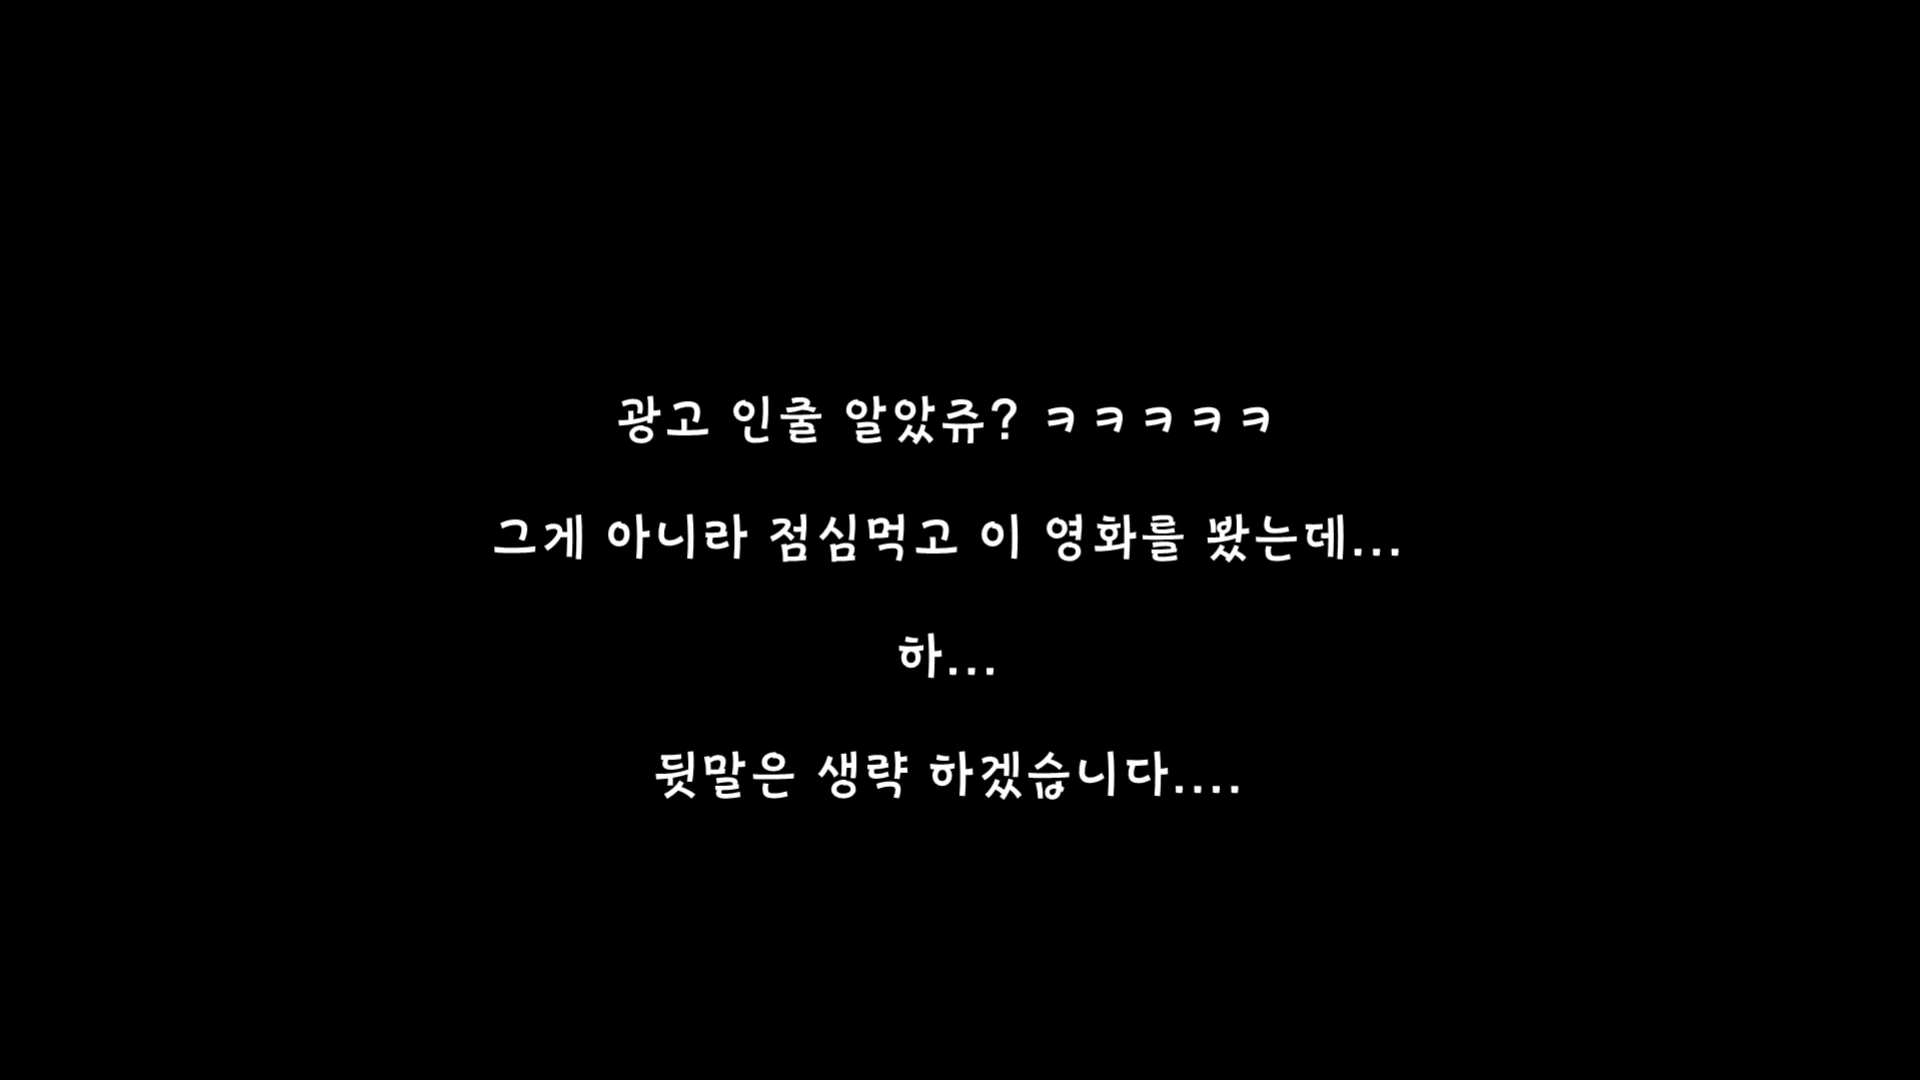 광고 인줄 알았쥬? ㅋㅋㅋㅋㅋ
그게 아니라 점심먹고 이 영화를 봤는데...
하...
뒷말은 생략 하겠습니다....